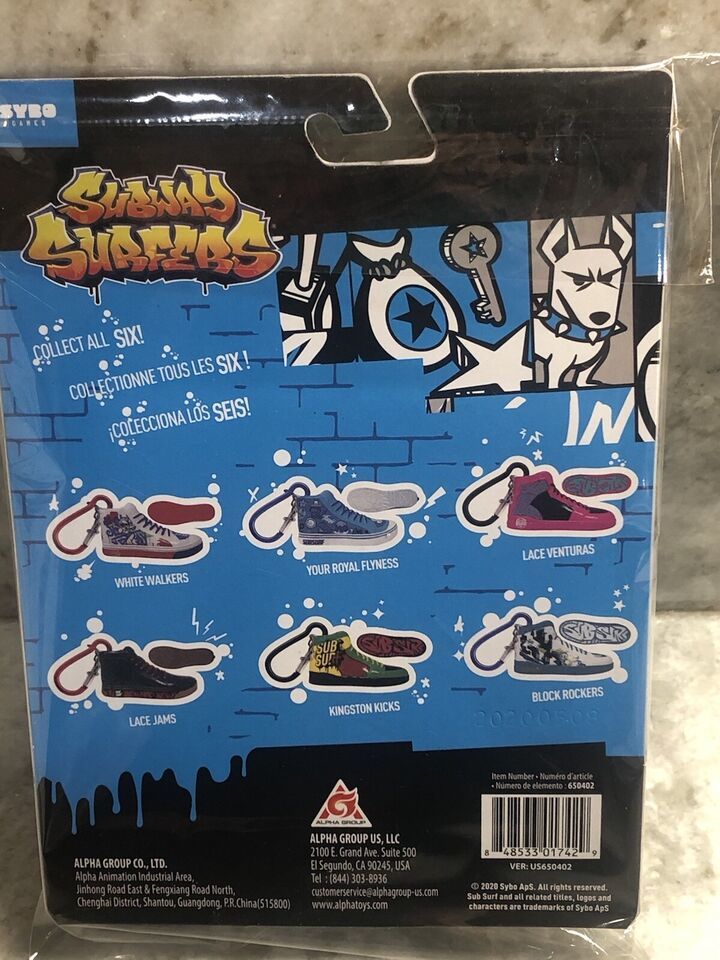 SYBO
GAMES
SUBWAY
SURFERS
COLLECT ALL SIX!
COLLECTIONNE TOUS LES SIX !
¡COLECCIONA LOS SEIS!
WHITE WALKERS
YOUR ROYAL FLYNESS
LACE VENTURAS
LACE JAMS
SUB
SURF
KINGSTON KICKS
BLOCK ROCKERS
20200508
Item Number • Numéro d'article
• Número de elemento : 650402
ALPHA GROUP
ALPHA GROUP US, LLC
2100 E. Grand Ave. Suite 500
El Segundo, CA 90245, USA
Tel : (844) 303-8936
customerservice@alphagroup-us.com
www.alphatoys.com
ALPHA GROUP CO., LTD.
Alpha Animation Industrial Area,
Jinhong Road East & Fengxiang Road North,
Chenghai District, Shantou, Guangdong, P.R.China(515800)
8 48533 01742 9
VER: US650402
© 2020 Sybo ApS. All rights reserved.
Sub Surf and all related titles, logos and
characters are trademarks of Sybo ApS